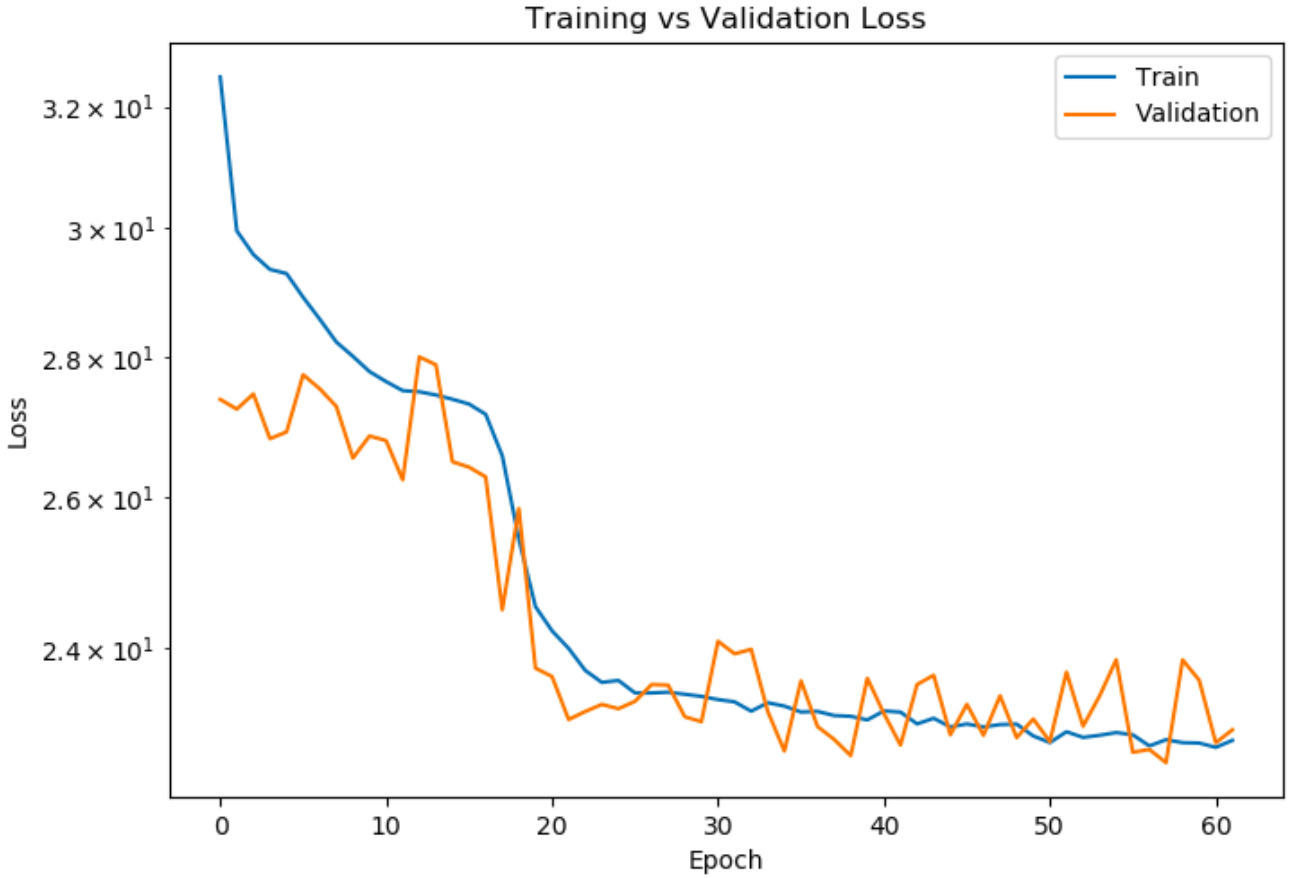 Training vs Validation Loss
Train
Validation
3.2 × 10¹
3 × 10¹
2.8 × 10¹
2.6 × 10¹
2.4 × 10¹
Loss
0 10 20 30 40 50 60
Epoch